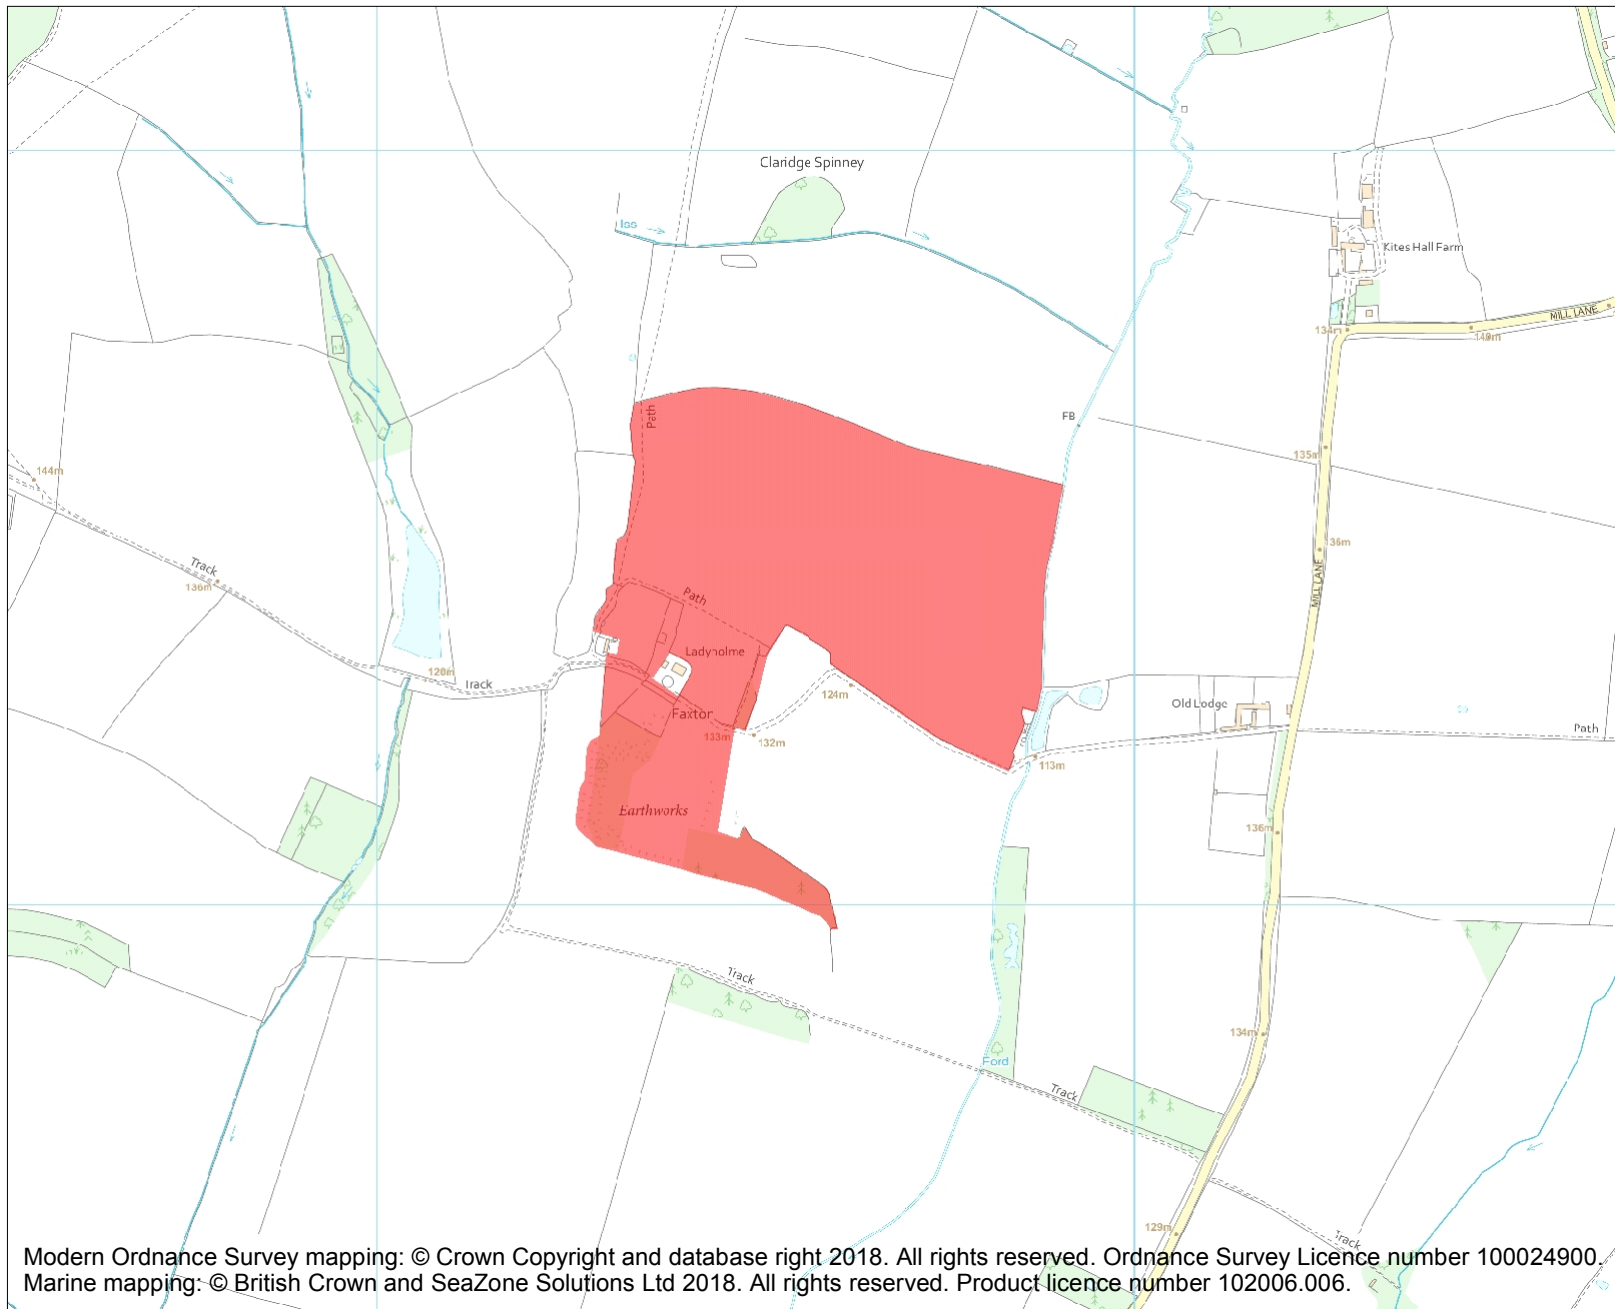 Claridge Spinney
Iss
Kites Hall Farm
MILL LANE
134m
140m
Path
FB
135m
144m
Track
136m
36m
MILL LANE
Path
Ladyholme
120m
Track
124m
Old Lodge
Faxton
133m
132m
Path
113m
Earthworks
136m
Track
134m
Ford
Track
129m
Track
Modern Ordnance Survey mapping: © Crown Copyright and database right 2018. All rights reserved. Ordnance Survey Licence number 100024900.
Marine mapping: © British Crown and SeaZone Solutions Ltd 2018. All rights reserved. Product licence number 102006.006.